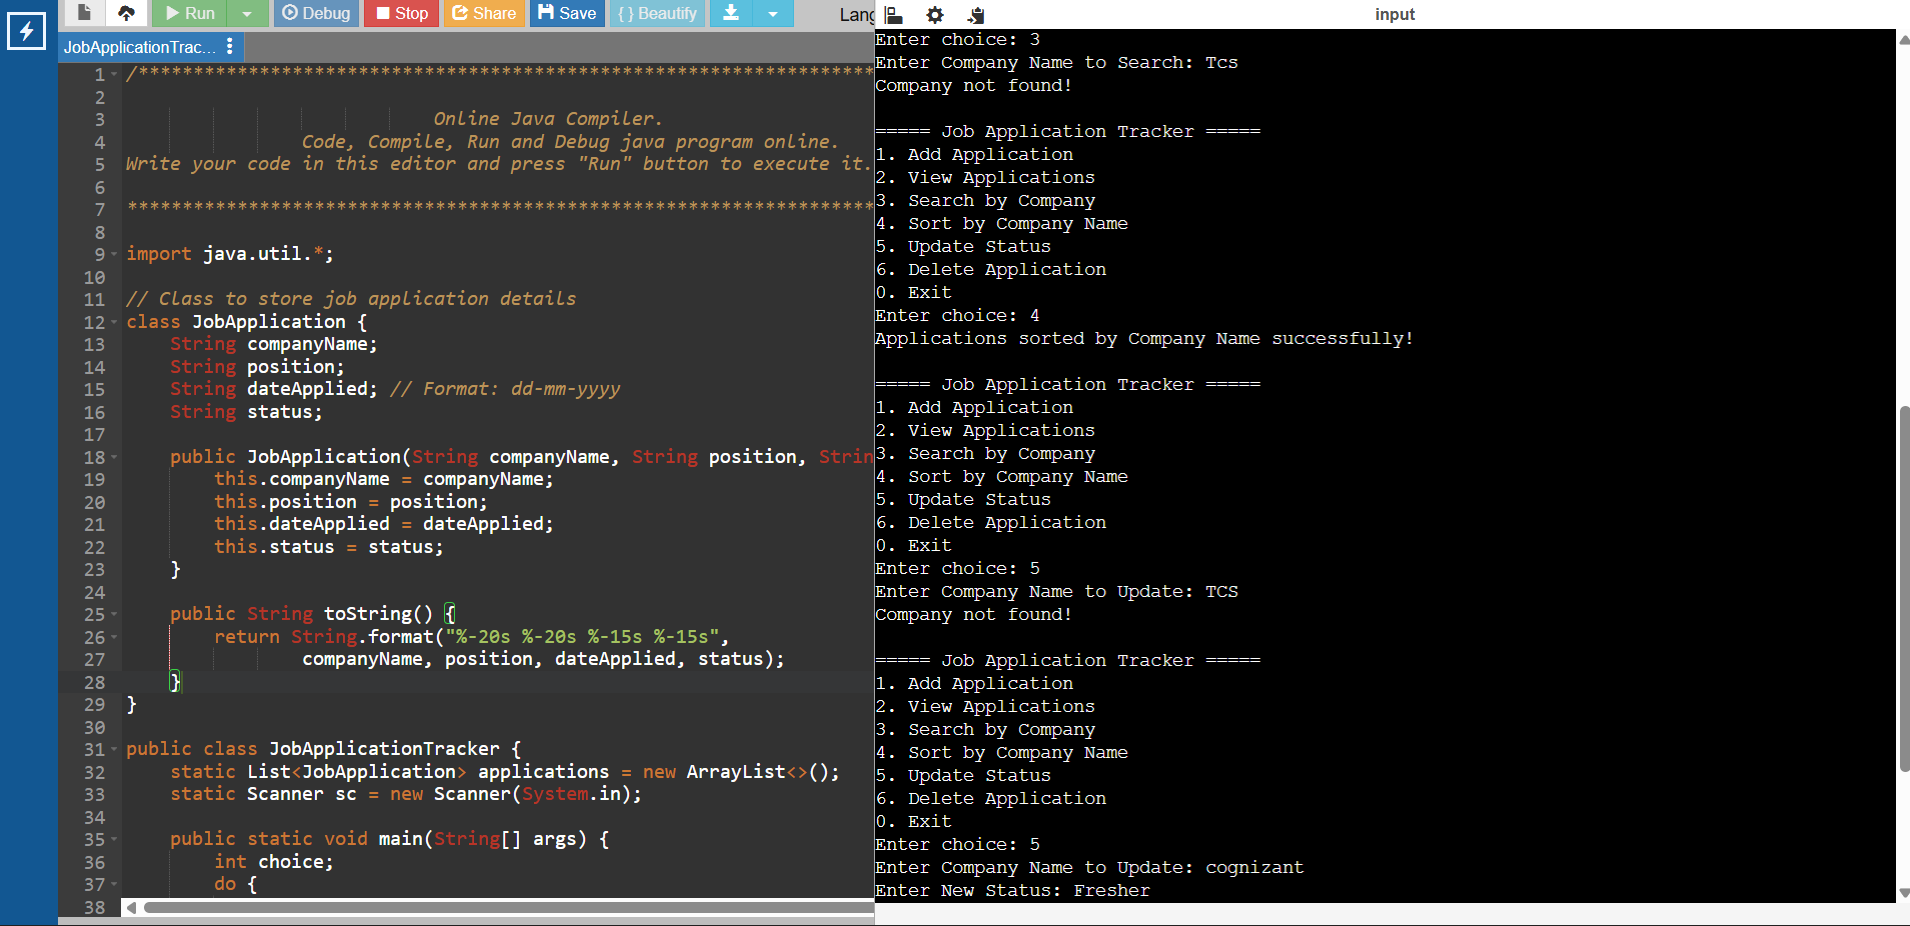 Run
Debug
Stop
Share
Save
{ } Beautify
Lang
input
JobApplicationTrac...
1 /*******************************************************************
2
3 Online Java Compiler.
4 Code, Compile, Run and Debug java program online.
5 Write your code in this editor and press "Run" button to execute it.
6
7 ********************************************************************
8
9 import java.util.*;
10
11 // Class to store job application details
12 class JobApplication {
13 String companyName;
14 String position;
15 String dateApplied; // Format: dd-mm-yyyy
16 String status;
17
18 public JobApplication(String companyName, String position, Strin
19 this.companyName = companyName;
20 this.position = position;
21 this.dateApplied = dateApplied;
22 this.status = status;
23 }
24
25 public String toString() {
26 return String.format("%-20s %-20s %-15s %-15s",
27 companyName, position, dateApplied, status);
28 }
29 }
30
31 public class JobApplicationTracker {
32 static List<JobApplication> applications = new ArrayList<>();
33 static Scanner sc = new Scanner(System.in);
34
35 public static void main(String[] args) {
36 int choice;
37 do {
38
Enter choice: 3
Enter Company Name to Search: Tcs
Company not found!
===== Job Application Tracker =====
1. Add Application
2. View Applications
3. Search by Company
4. Sort by Company Name
5. Update Status
6. Delete Application
0. Exit
Enter choice: 4
Applications sorted by Company Name successfully!
===== Job Application Tracker =====
1. Add Application
2. View Applications
3. Search by Company
4. Sort by Company Name
5. Update Status
6. Delete Application
0. Exit
Enter choice: 5
Enter Company Name to Update: TCS
Company not found!
===== Job Application Tracker =====
1. Add Application
2. View Applications
3. Search by Company
4. Sort by Company Name
5. Update Status
6. Delete Application
0. Exit
Enter choice: 5
Enter Company Name to Update: cognizant
Enter New Status: Fresher